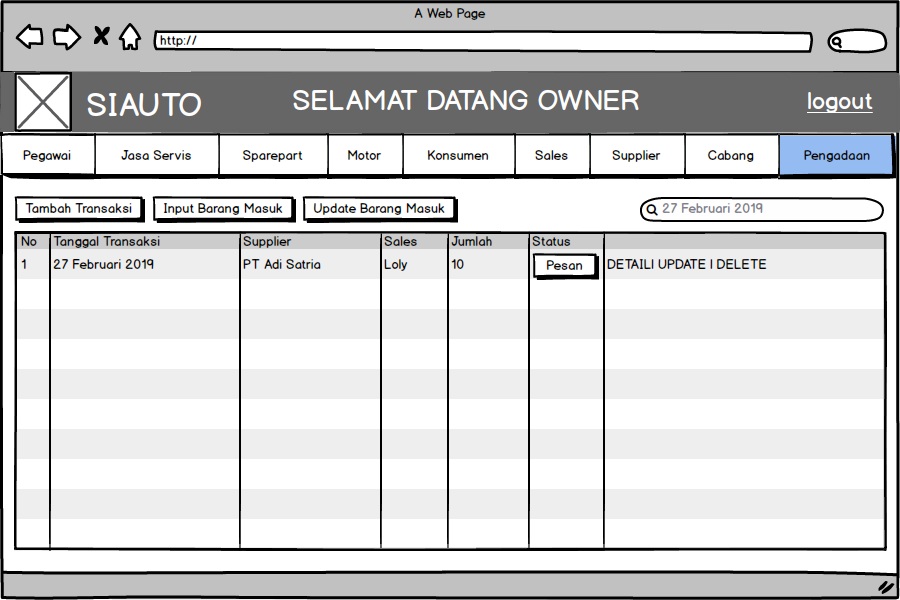 A Web Page
http://
SIAUTO
SELAMAT DATANG OWNER
logout
Pegawai
Jasa Servis
Sparepart
Motor
Konsumen
Sales
Supplier
Cabang
Pengadaan
Tambah Transaksi
Input Barang Masuk
Update Barang Masuk
27 Februari 2019
No Tanggal Transaksi Supplier Sales Jumlah Status
1 27 Februari 2019 PT Adi Satria Loly 10 Pesan DETAIL| UPDATE | DELETE